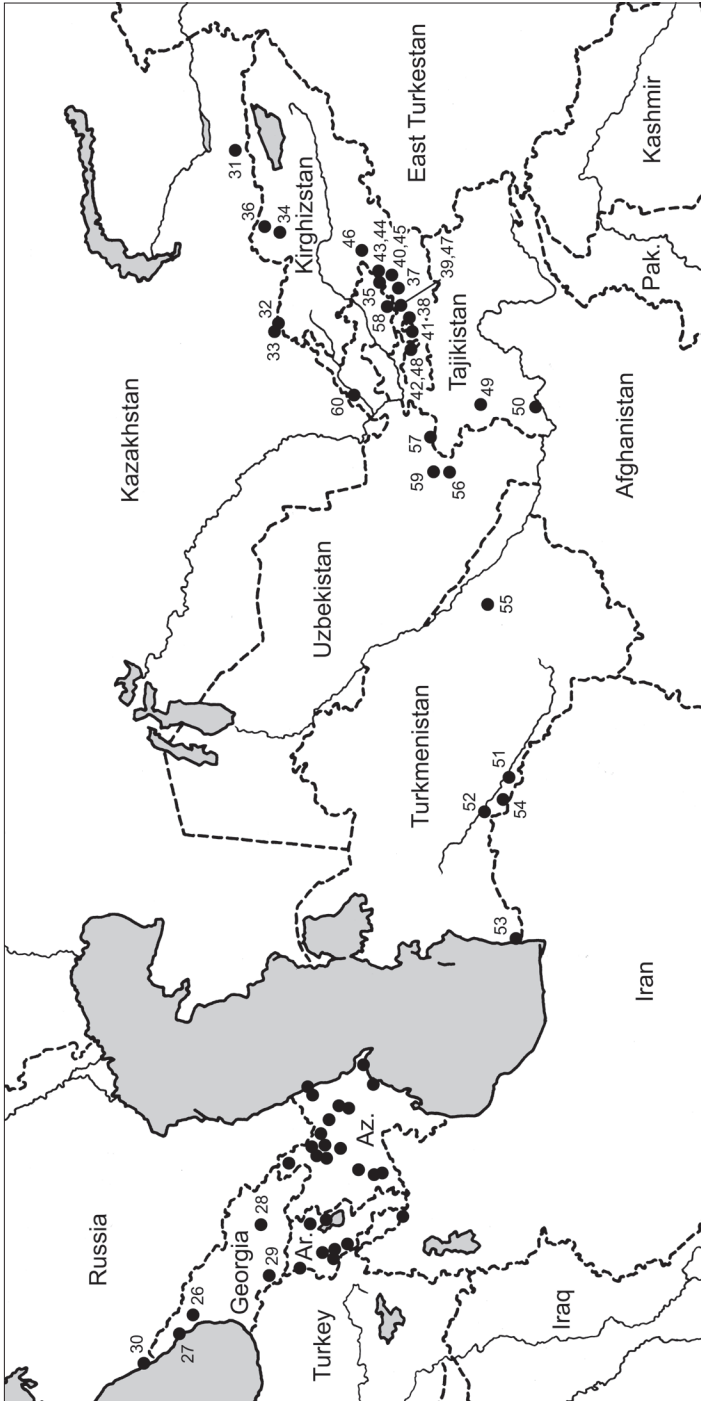 Russia
Kazakhstan
Georgia
Ar.
Az.
Turkey
Iraq
Iran
Turkmenistan
Uzbekistan
Kirghizstan
Tajikistan
East Turkestan
Afghanistan
Pak.
Kashmir
30
27
26
29
28
53
52
54
51
55
59
56
57
60
33
32
36
34
31
46
43,44
40,45
35
37
58
39,47
41-38
42,48
49
50